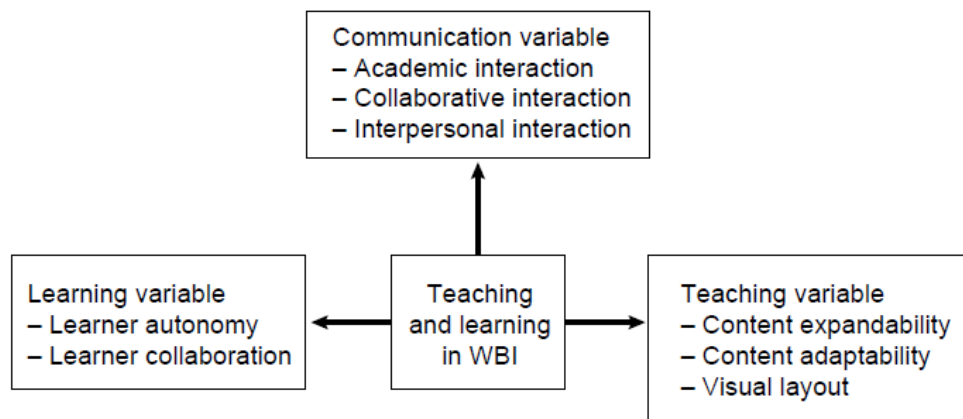 Communication variable
– Academic interaction
– Collaborative interaction
– Interpersonal interaction
Learning variable
– Learner autonomy
– Learner collaboration
Teaching
and learning
in WBI
Teaching variable
– Content expandability
– Content adaptability
– Visual layout